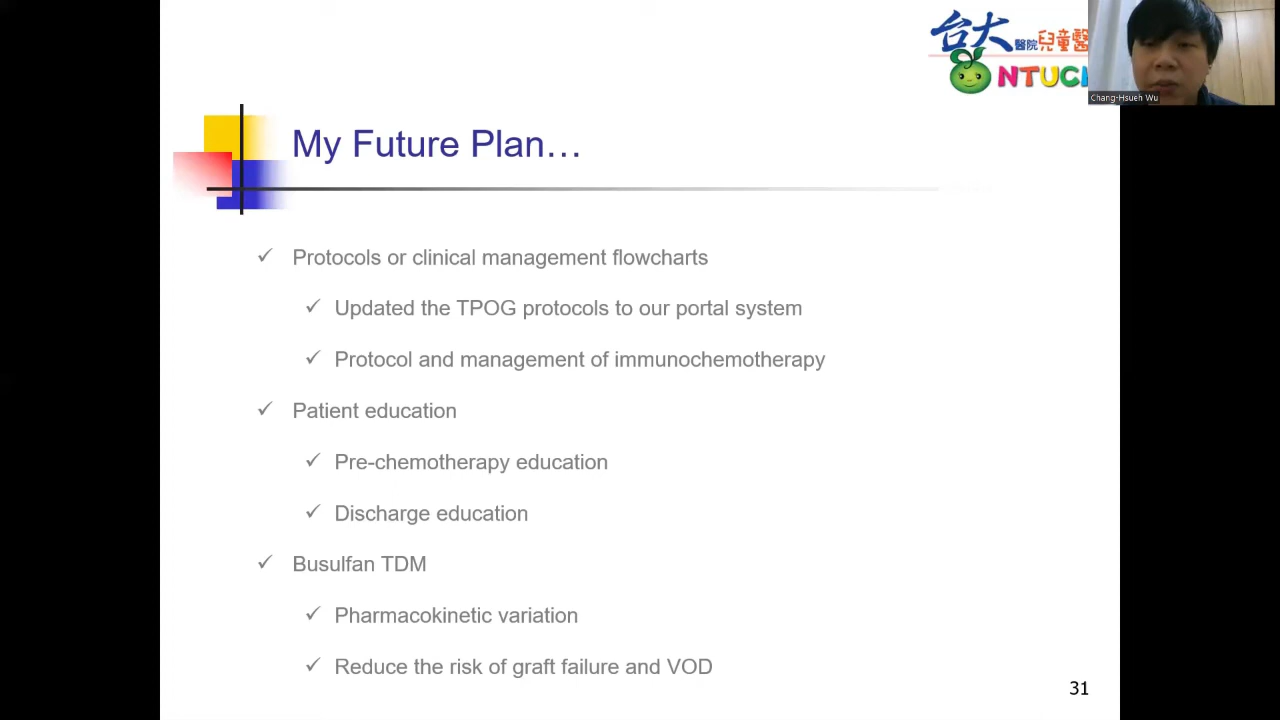 台大醫院兒童醫
NTUC
Chang-Hsueh Wu
My Future Plan…
Protocols or clinical management flowcharts
Updated the TPOG protocols to our portal system
Protocol and management of immunochemotherapy
Patient education
Pre-chemotherapy education
Discharge education
Busulfan TDM
Pharmacokinetic variation
Reduce the risk of graft failure and VOD
31